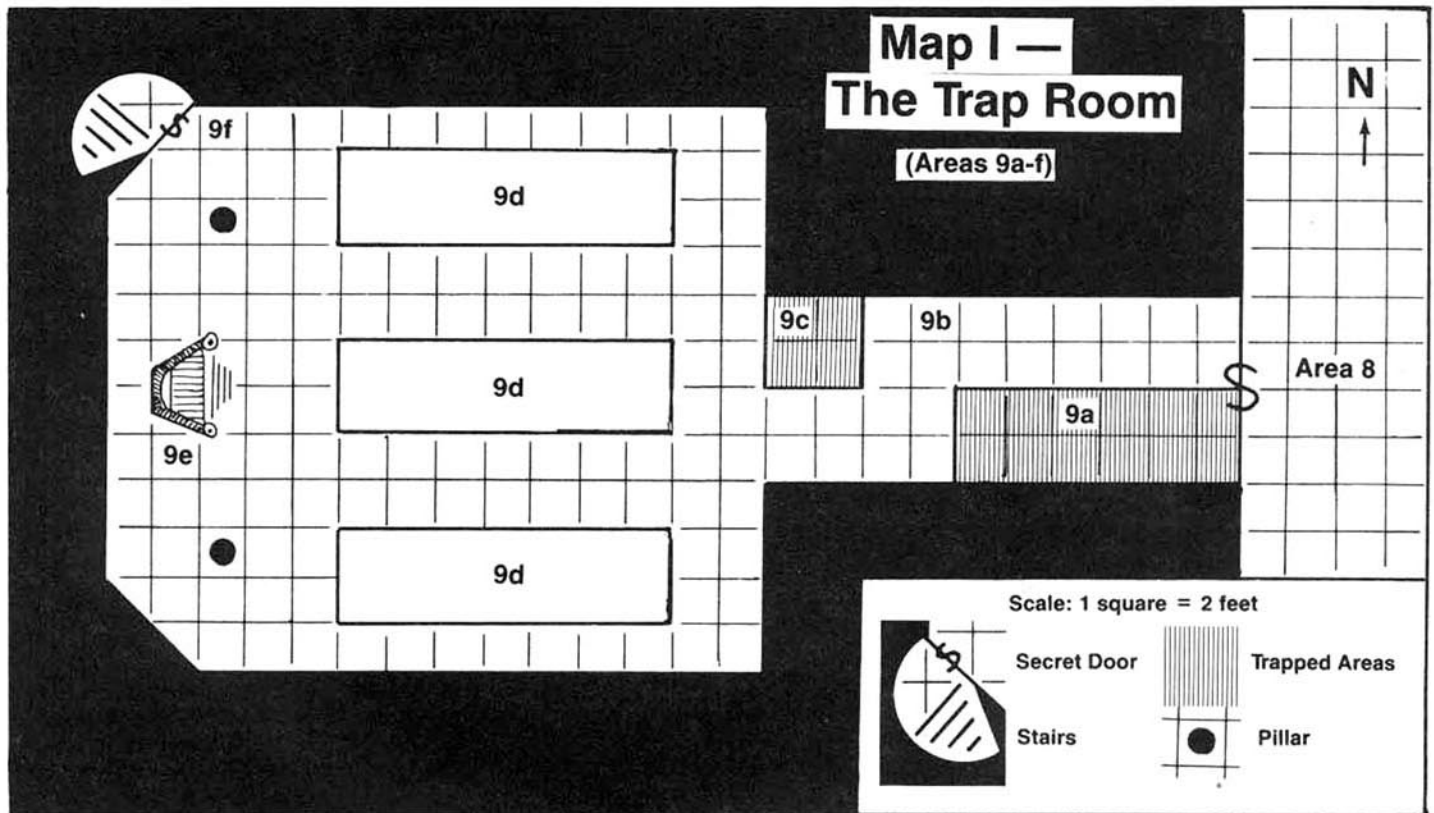 Map I —
The Trap Room
(Areas 9a-f)
N
9f
9d
9c
9b
Area 8
9d
9a
9e
9d
Scale: 1 square = 2 feet
S Secret Door
Trapped Areas
Stairs
Pillar
S
S